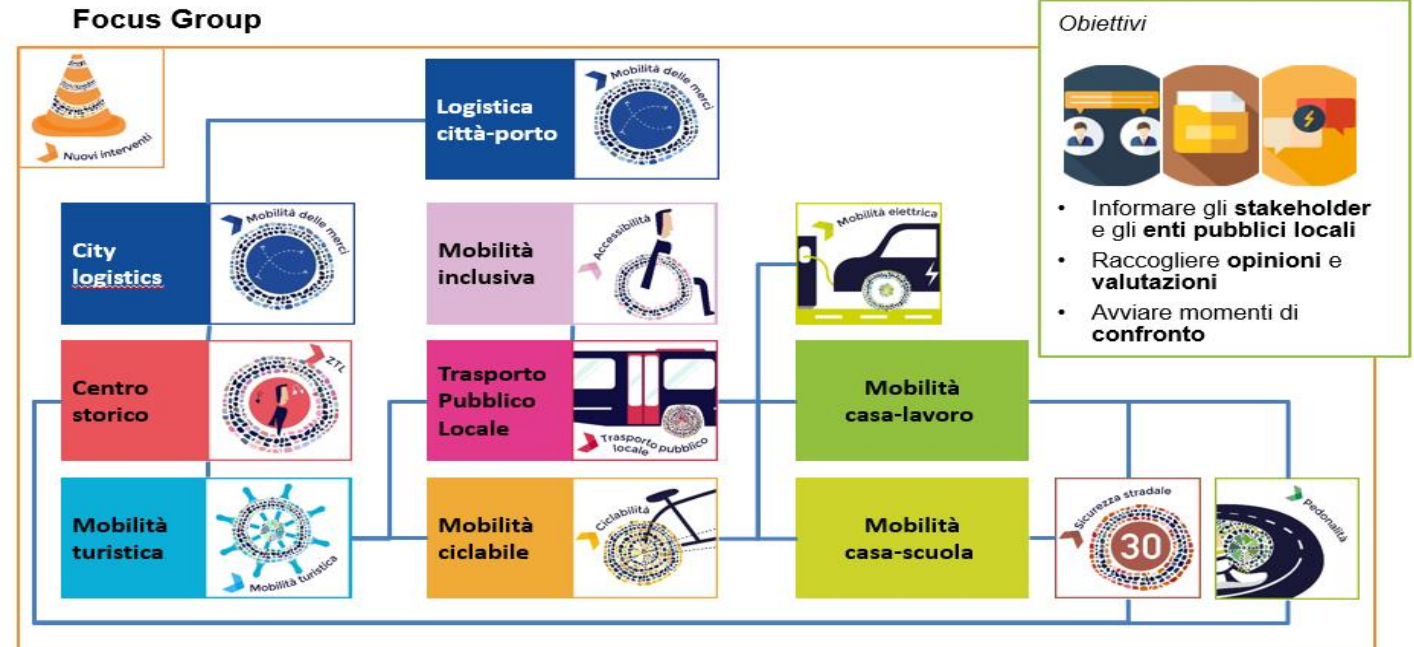 Focus Group
Nuovi interventi
Logistica
città-porto
Mobilità delle merci
Obiettivi
• Informare gli stakeholder
e gli enti pubblici locali
• Raccogliere opinioni e
valutazioni
• Avviare momenti di
confronto
City
logistics
Mobilità delle merci
Mobilità
inclusiva
Accessibilità
Mobilità elettrica
Centro
storico
ZTL
Trasporto
Pubblico
Locale
Trasporto pubblico
locale
Mobilità
casa-lavoro
Mobilità
turistica
Mobilità turistica
Mobilità
ciclabile
Ciclabilità
Mobilità
casa-scuola
Sicurezza stradale
30
Pedonalità